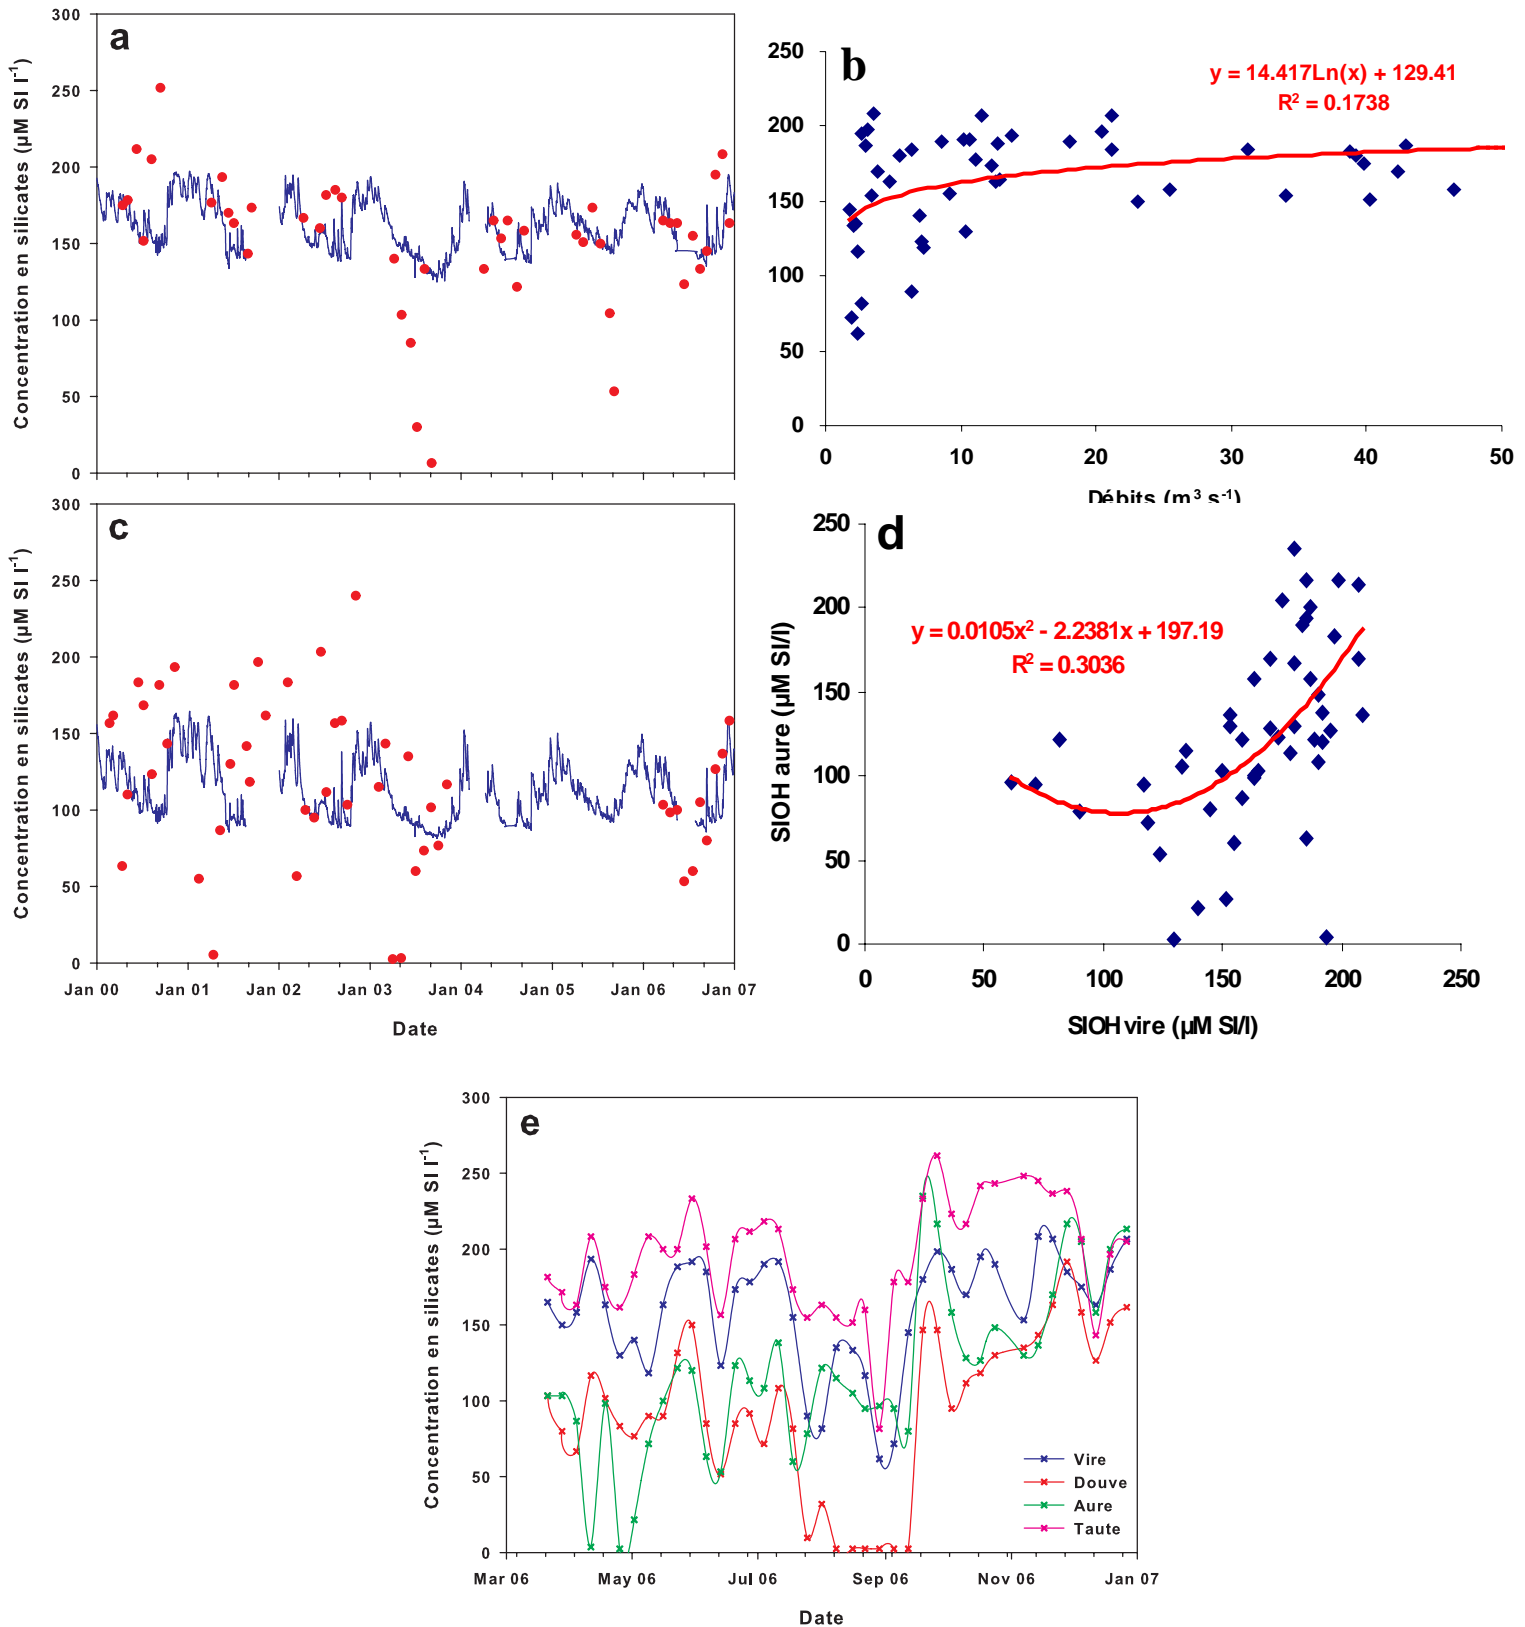 a
Concentration en silicates (µM SI l-1)
300
250
200
150
100
50
0
b
y = 14.417Ln(x) + 129.41
R² = 0.1738
250
200
150
100
50
0
0 10 20 30 40 50
Débits (m³ s-1)
c
Concentration en silicates (µM SI l-1)
300
250
200
150
100
50
0
Jan 00 Jan 01 Jan 02 Jan 03 Jan 04 Jan 05 Jan 06 Jan 07
Date
d
y = 0.0105x² - 2.2381x + 197.19
R² = 0.3036
SIOH aure (µM SI/l)
250
200
150
100
50
0
0 50 100 150 200 250
SIOH vire (µM SI/l)
e
Concentration en silicates (µM SI l-1)
300
250
200
150
100
50
0
Vire
Douve
Aure
Taute
Mar 06 May 06 Jul 06 Sep 06 Nov 06 Jan 07
Date